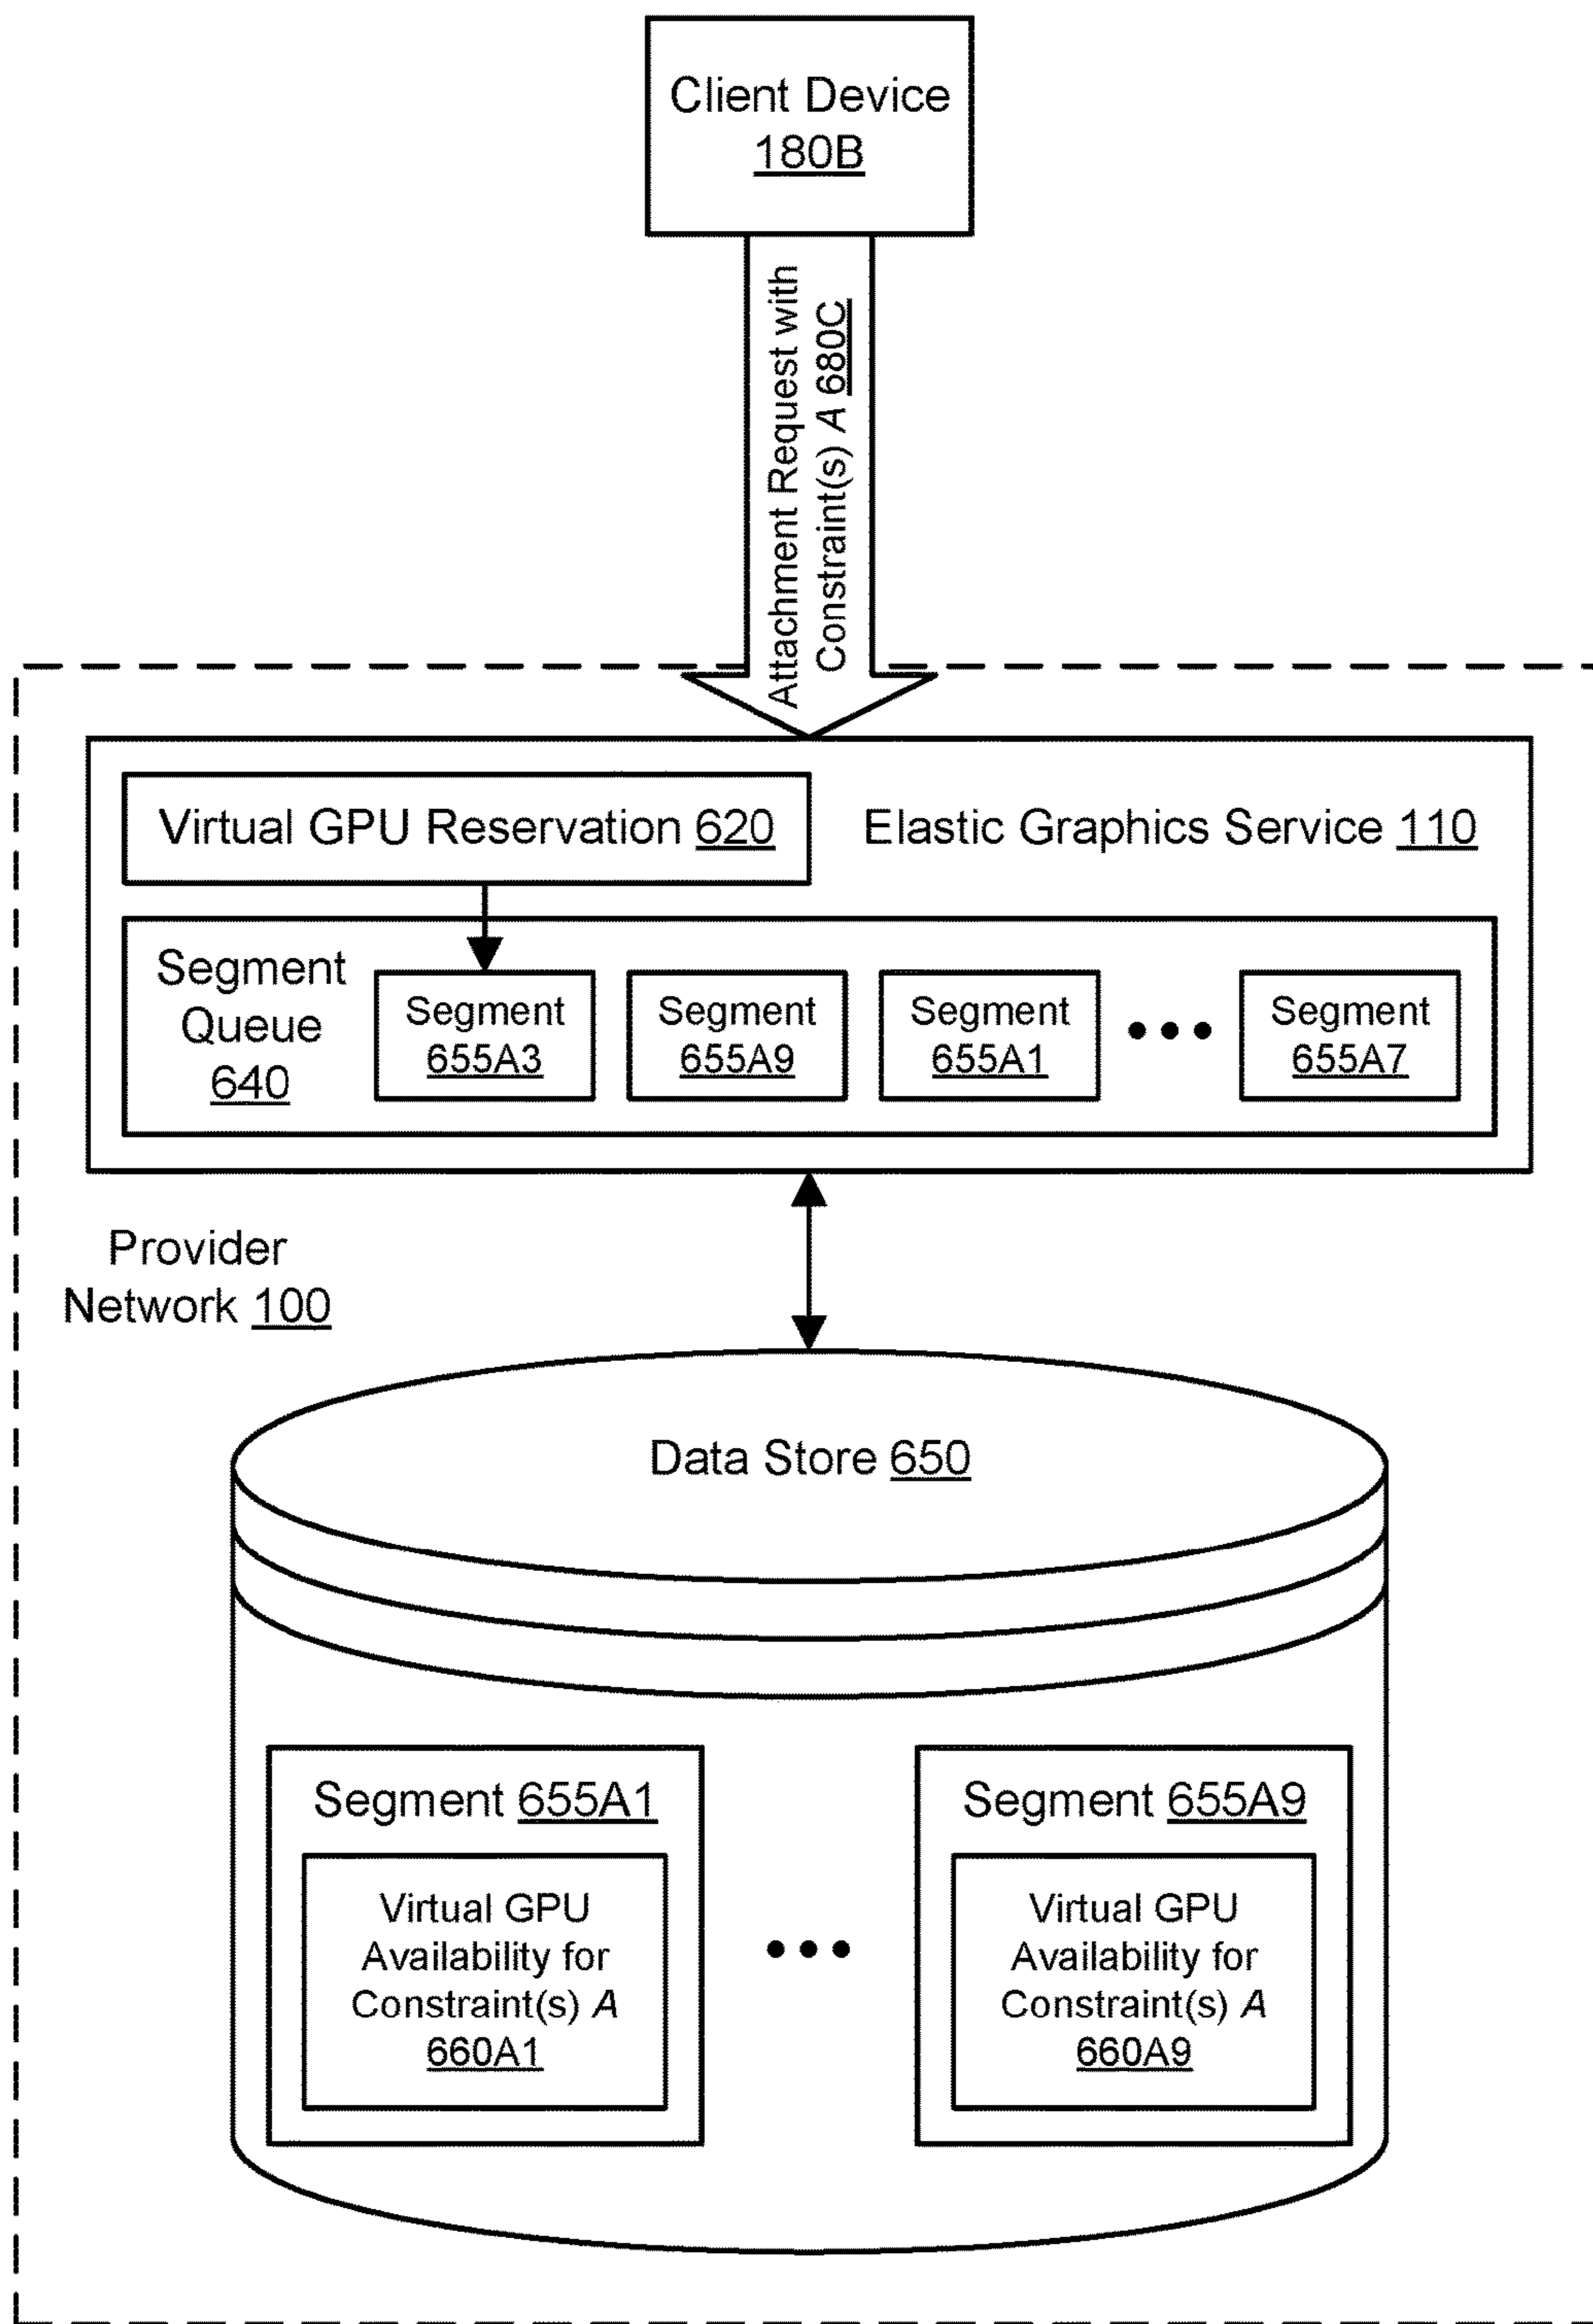 Client Device
180B
Attachment Request with
Constraint(s) A 680C
Virtual GPU Reservation 620
Elastic Graphics Service 110
Segment
Queue
640
Segment
655A3
Segment
655A9
Segment
655A1
Segment
655A7
Provider
Network 100
Data Store 650
Segment 655A1
Virtual GPU
Availability for
Constraint(s) A
660A1
Segment 655A9
Virtual GPU
Availability for
Constraint(s) A
660A9